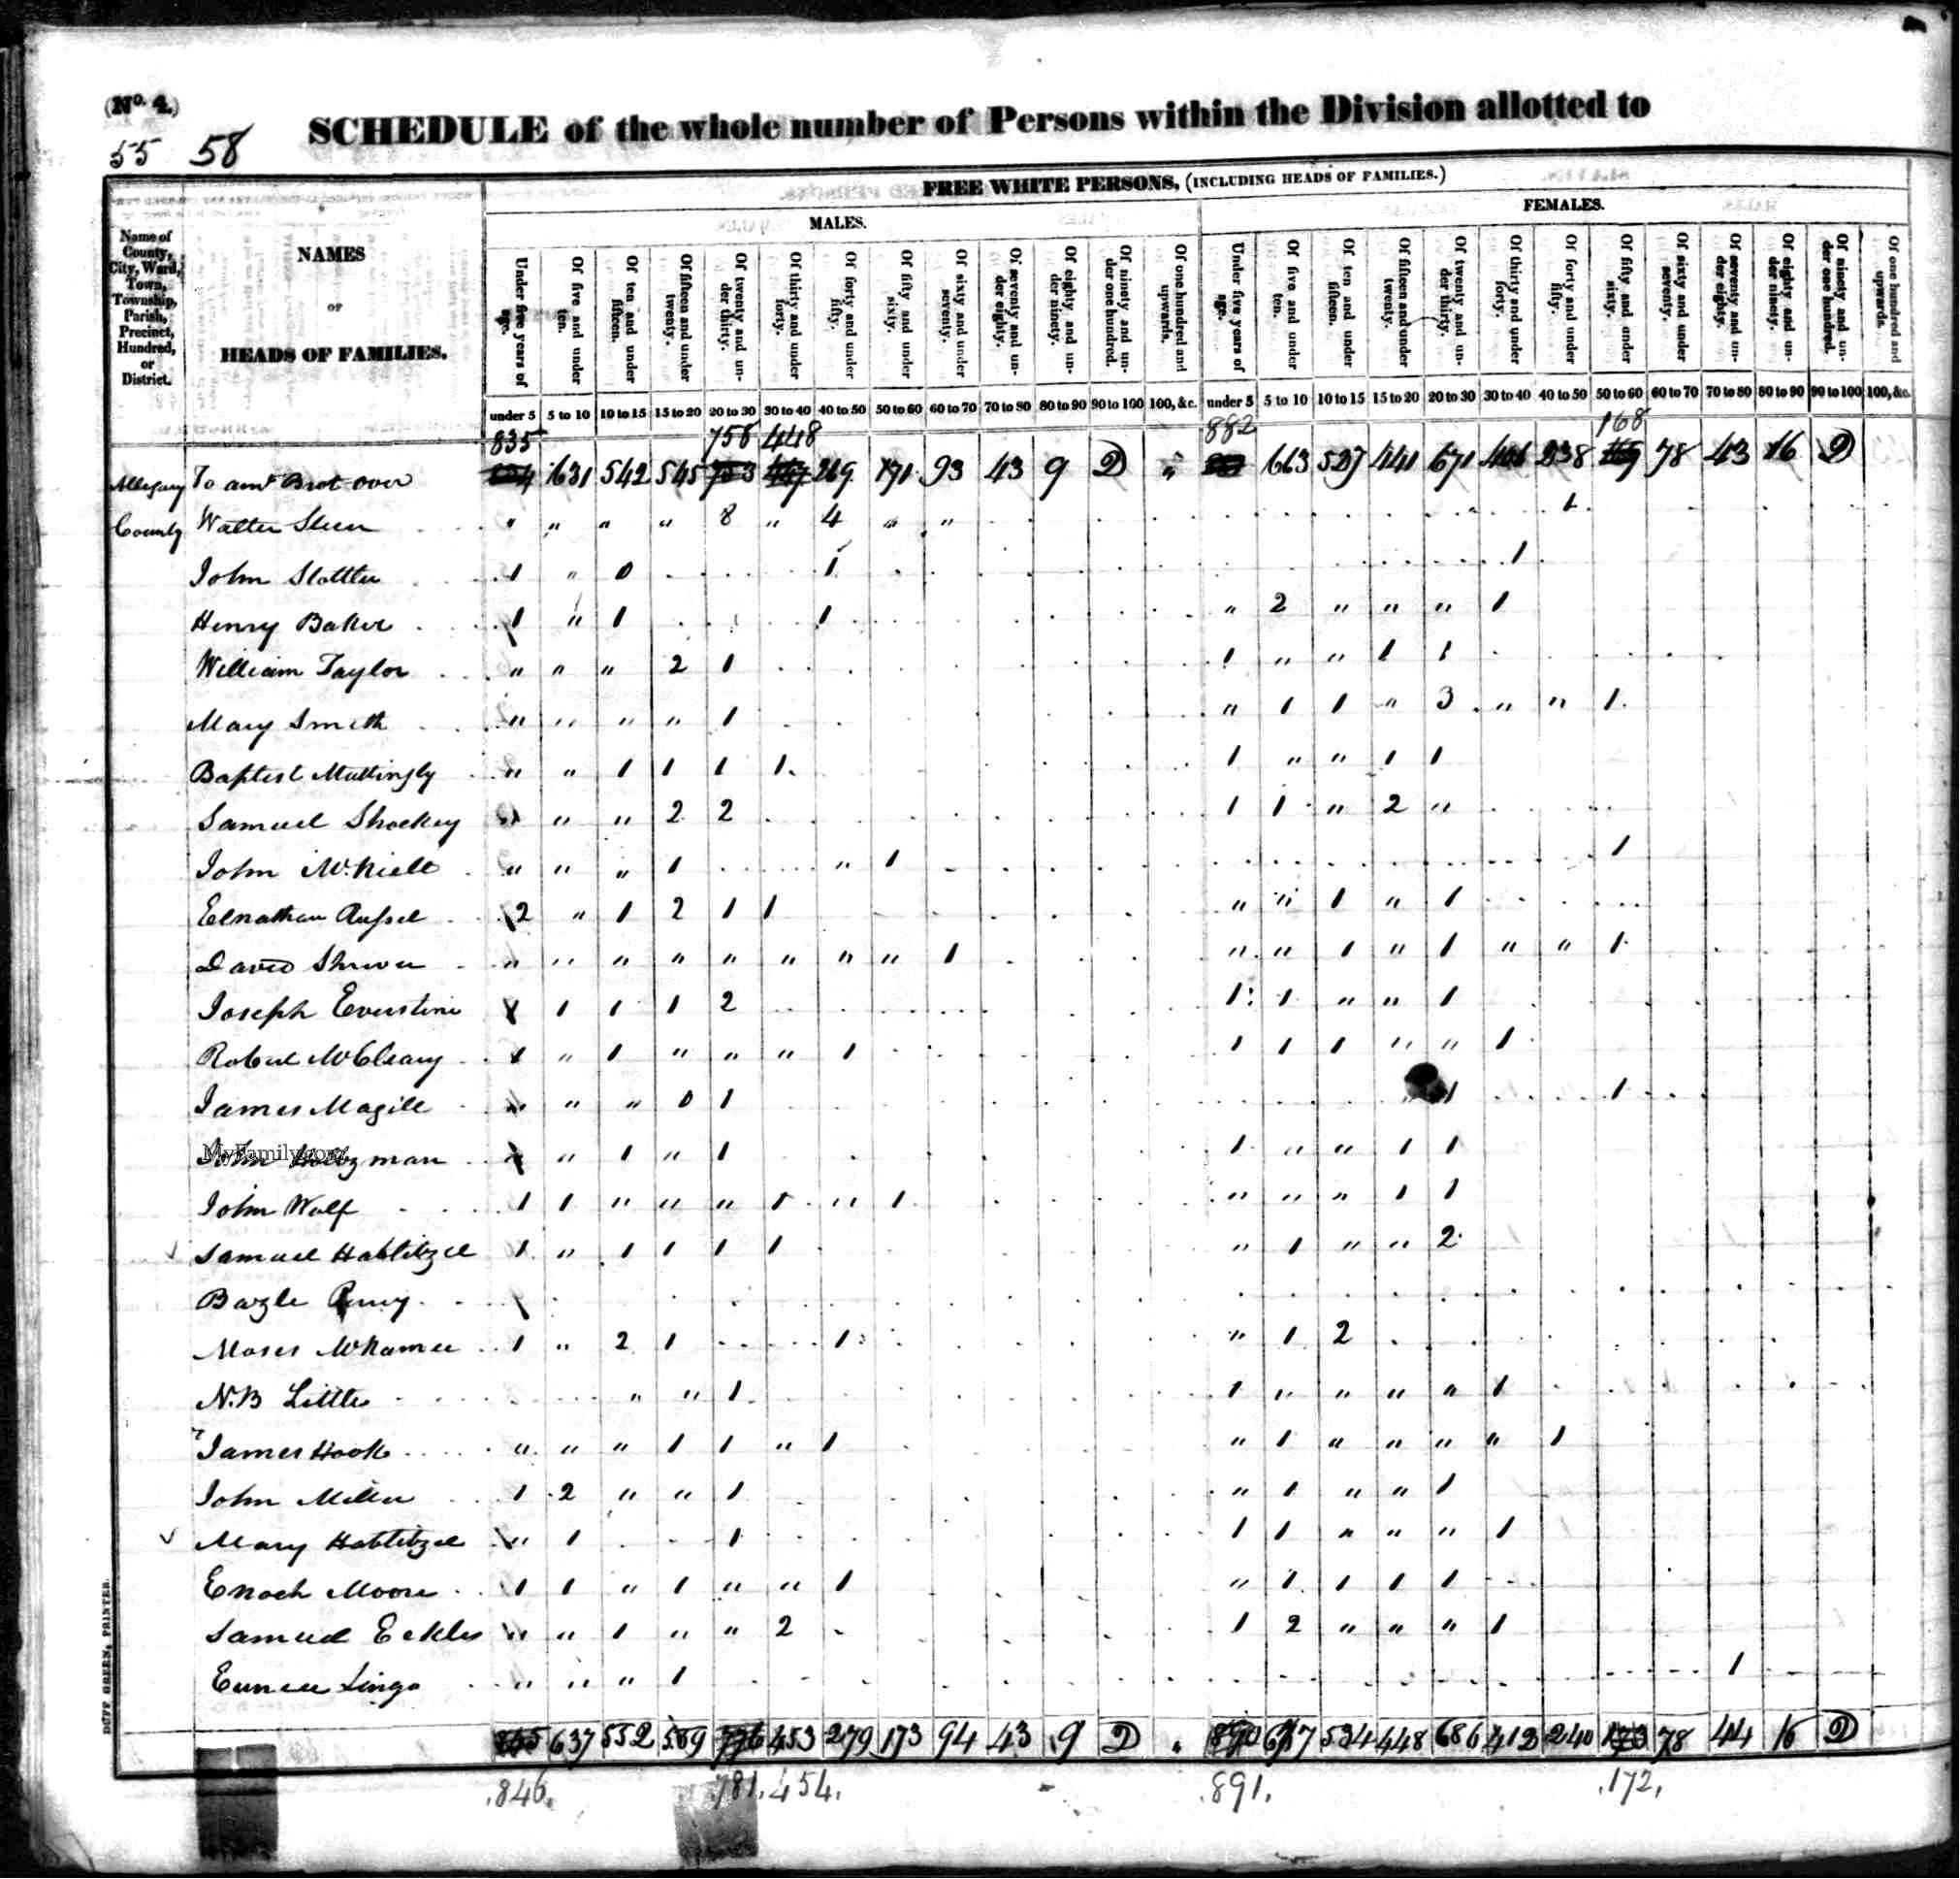 (No. 4.)
55 58
SCHEDULE of the whole number of Persons within the Division allotted to
FREE WHITE PERSONS, (INCLUDING HEADS OF FAMILIES.)
MALES. FEMALES.
Name of County, City, Ward, Town, Township, Parish, Precinct, Hundred, or District.
NAMES
OF
HEADS OF FAMILIES.
Under five years of age. Of five and under ten. Of ten and under fifteen. Of fifteen and under twenty. Of twenty and under thirty. Of thirty and under forty. Of forty and under fifty. Of fifty and under sixty. Of sixty and under seventy. Of seventy and under eighty. Of eighty and under ninety. Of ninety and under one hundred. Of one hundred and upwards. Under five years of age. Of five and under ten. Of ten and under fifteen. Of fifteen and under twenty. Of twenty and under thirty. Of thirty and under forty. Of forty and under fifty. Of fifty and under sixty. Of sixty and under seventy. Of seventy and under eighty. Of eighty and under ninety. Of ninety and under one hundred. Of one hundred and upwards.
under 5 5 to 10 10 to 15 15 to 20 20 to 30 30 to 40 40 to 50 50 to 60 60 to 70 70 to 80 80 to 90 90 to 100 100, &c. under 5 5 to 10 10 to 15 15 to 20 20 to 30 30 to 40 40 to 50 50 to 60 60 to 70 70 to 80 80 to 90 90 to 100 100, &c.
835 758 448 882 168
Allegany To amt Brot over 631 542 545 753 447 269 171 93 43 9 2 " 663 527 441 671 406 238 169 78 43 16 2
County Walter Sleen " " " " 8 " 4 " " 1
John Slottler 1 " 0 1 1
Henry Baker 1 " 1 1 " 2 " " " 1
William Taylor " " " 2 1 1 " " 1 1
Mary Smith " " " " 1 " 1 1 " 3 " " 1
Baptist Mattingly " " 1 1 1 1 1 " " 1 1
Samuel Shockey " " " 2 2 1 1 " 2 "
John McNiell " " " 1 " 1 1
Elnathan Russel 2 " 1 2 1 1 " " 1 " 1
David Shriver " " " " " " " " 1 " " 1 " 1 " " 1
Joseph Everstine 1 1 1 2 1 1 " " 1
Robert McCleary 1 " 1 " " " 1 1 1 1 " " 1
James Magill " " " 0 1 1 1
John Holtzman " 1 " 1 1 " " 1 1
MyFamily.com
John Wolf 1 1 " " " 1 " 1 " " " 1 1
Samuel Hablitzel 1 " 1 1 1 1 " 1 " " 2
Bazle
Moses McKamee 1 " 2 1 1 " 1 2
N.B Little " " 1 1 " " " " 1
James Hook " " " 1 1 " 1 " 1 " " " " 1
John Miller 1 2 " " 1 " 1 " " 1
Mary Hablitzel " 1 1 1 1 " " " 1
Enoch Moore 1 1 " 1 " " 1 " 1 1 1 1
Samuel Eckles " " 1 " " 2 1 2 " " " 1
Eunice Lingo " " " 1 1
845 637 552 559 776 453 279 173 94 43 9 2 890 677 534 448 686 412 240 173 78 44 16 2
846. 781. 454. 891. 172.
DUFF GREEN, PRINTER.